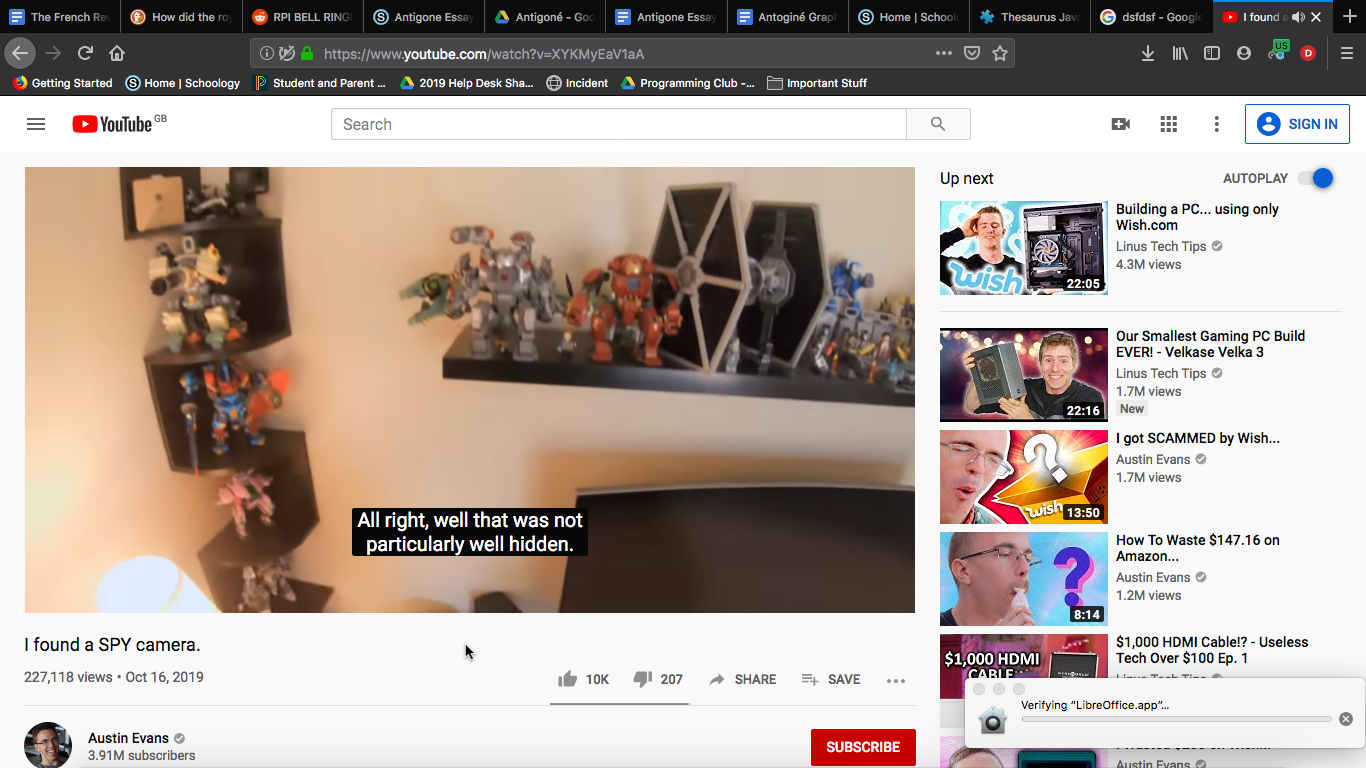 The French Rev
How did the roy
RPI BELL RING
Antigone Essay
Antigoné - Goo
Antigone Essay
Antoginé Graph
Home | Schoolo
Thesaurus Java
dsfdsf - Google
I found a
https://www.youtube.com/watch?v=XYKMyEaV1aA
US
D
Getting Started
Home | Schoology
Student and Parent ...
2019 Help Desk Sha...
Incident
Programming Club -...
Important Stuff
YouTube GB
Search
SIGN IN
All right, well that was not
particularly well hidden.
I found a SPY camera.
227,118 views • Oct 16, 2019
10K
207
SHARE
SAVE
Austin Evans
3.91M subscribers
SUBSCRIBE
Up next
AUTOPLAY
wish
22:05
Building a PC... using only
Wish.com
Linus Tech Tips
4.3M views
22:16
Our Smallest Gaming PC Build
EVER! - Velkase Velka 3
Linus Tech Tips
1.7M views
New
wish
13:50
I got SCAMMED by Wish...
Austin Evans
1.7M views
?
8:14
How To Waste $147.16 on
Amazon...
Austin Evans
1.2M views
$1,000 HDMI
CABLE
$1,000 HDMI Cable!? - Useless
Tech Over $100 Ep. 1
Linus Tech Tips
Verifying “LibreOffice.app”...
Austin Evans